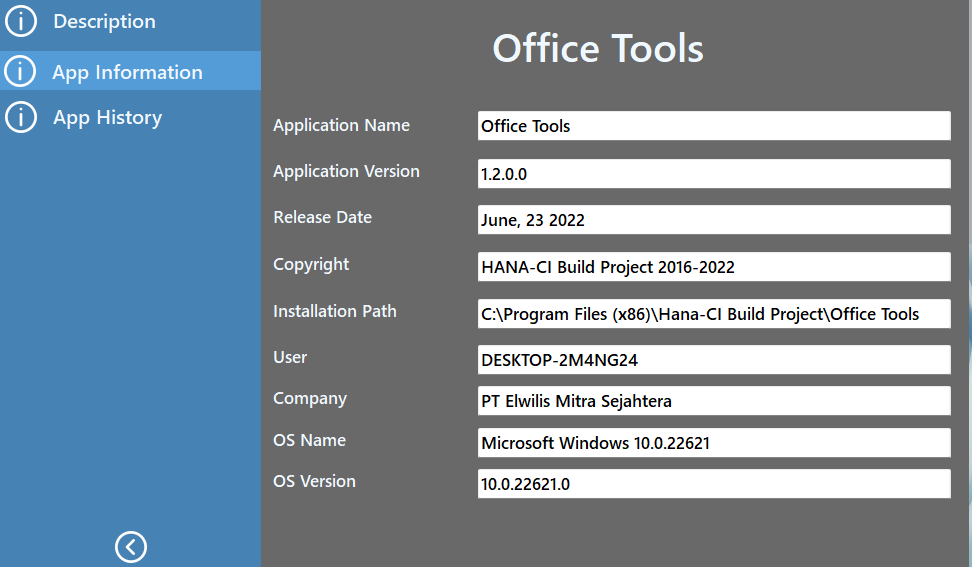 Description
App Information
App History
Office Tools
Application Name Office Tools
Application Version 1.2.0.0
Release Date June, 23 2022
Copyright HANA-CI Build Project 2016-2022
Installation Path C:\Program Files (x86)\Hana-CI Build Project\Office Tools
User DESKTOP-2M4NG24
Company PT Elwilis Mitra Sejahtera
OS Name Microsoft Windows 10.0.22621
OS Version 10.0.22621.0